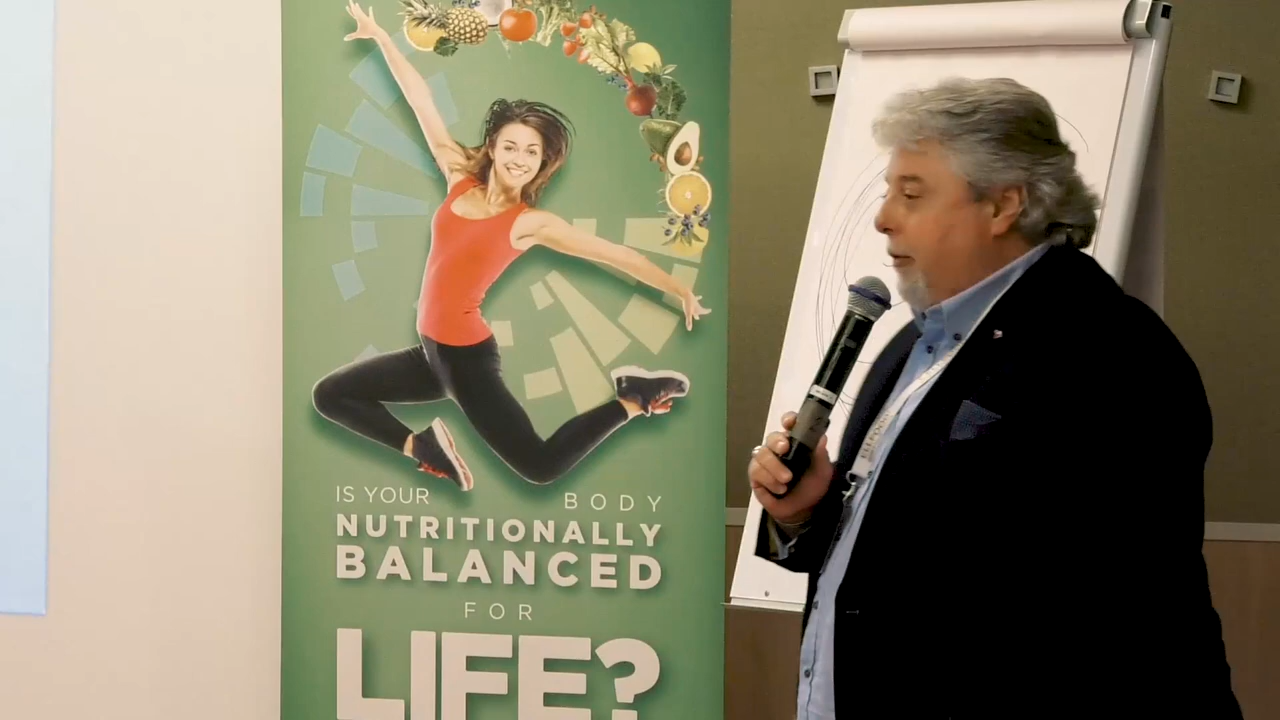 IS YOUR BODY
NUTRITIONALLY
BALANCED
FOR
LIFE?